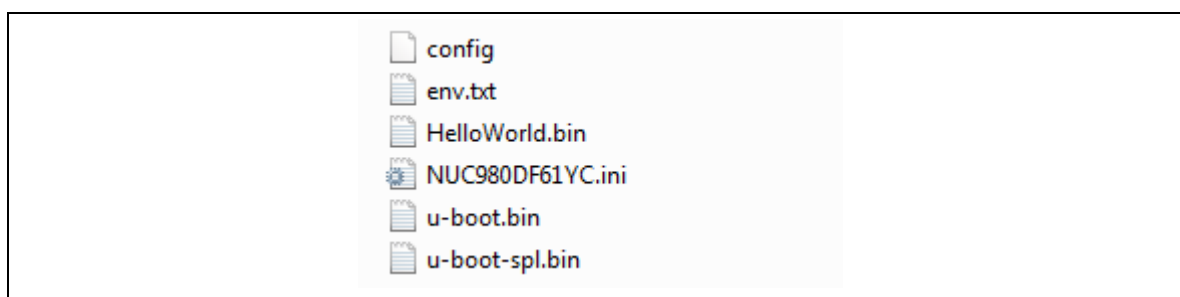 config
env.txt
HelloWorld.bin
NUC980DF61YC.ini
u-boot.bin
u-boot-spl.bin